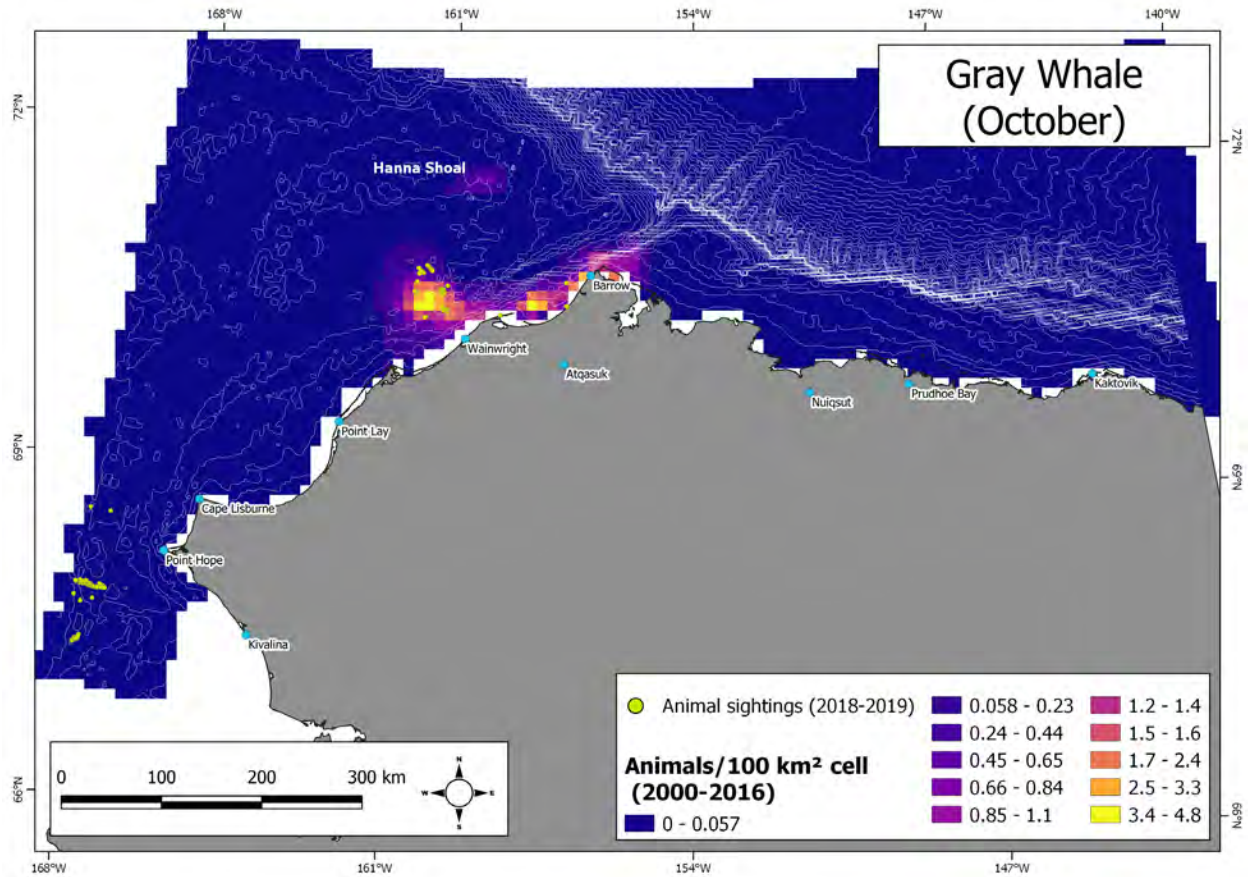 168°W 161°W 154°W 147°W 140°W
Gray Whale
(October)
72°N
72°N
Hanna Shoal
Barrow
Wainwright
Atqasuk
Nuiqsut
Prudhoe Bay
Kaktovik
Point Lay
69°N
69°N
Cape Lisburne
Point Hope
Kivalina
66°N
66°N
0 100 200 300 km
N
W E
S
Animal sightings (2018-2019)
Animals/100 km² cell
(2000-2016)
0 - 0.057
0.058 - 0.23
0.24 - 0.44
0.45 - 0.65
0.66 - 0.84
0.85 - 1.1
1.2 - 1.4
1.5 - 1.6
1.7 - 2.4
2.5 - 3.3
3.4 - 4.8
168°W 161°W 154°W 147°W